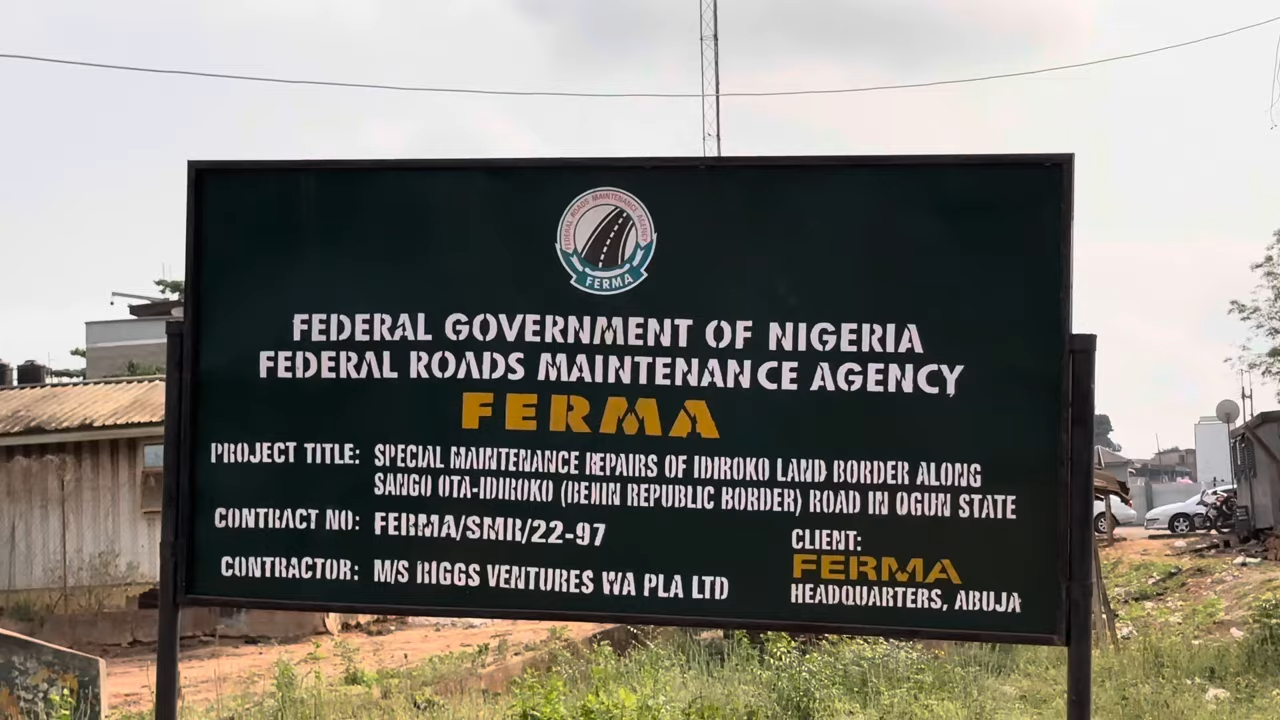 FEDERAL ROADS MAINTENANCE AGENCY
FERMA
FEDERAL GOVERNMENT OF NIGERIA
FEDERAL ROADS MAINTENANCE AGENCY
FERMA
PROJECT TITLE: SPECIAL MAINTENANCE REPAIRS OF IDIROKO LAND BORDER ALONG
SANGO OTA-IDIROKO (BENIN REPUBLIC BORDER) ROAD IN OGUN STATE
CONTRACT NO: FERMA/SMR/22-97
CONTRACTOR: M/S RIGGS VENTURES WA PLA LTD
CLIENT:
FERMA
HEADQUARTERS, ABUJA